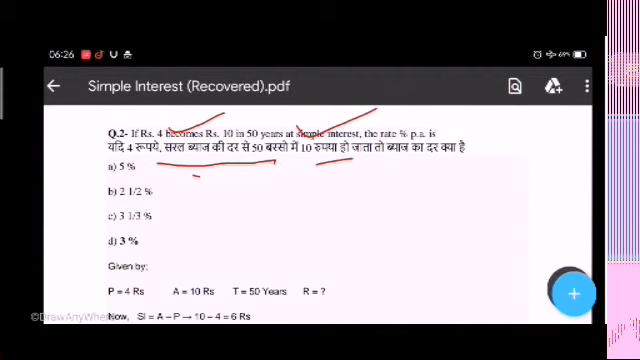 06:26
69%
Simple Interest (Recovered).pdf
Q.2- If Rs. 4 becomes Rs. 10 in 50 years at simple interest, the rate % p.a. is
यदि 4 रूपये, सरल ब्याज की दर से 50 बरसो में 10 रुपया हो जाता तो ब्याज का दर क्या है
a) 5 %
b) 2 1/2 %
c) 3 1/3 %
d) 3 %
Given by:
P = 4 Rs A = 10 Rs T = 50 Years R = ?
Now, SI = A – P → 10 – 4 = 6 Rs
©DrawAnyWhere